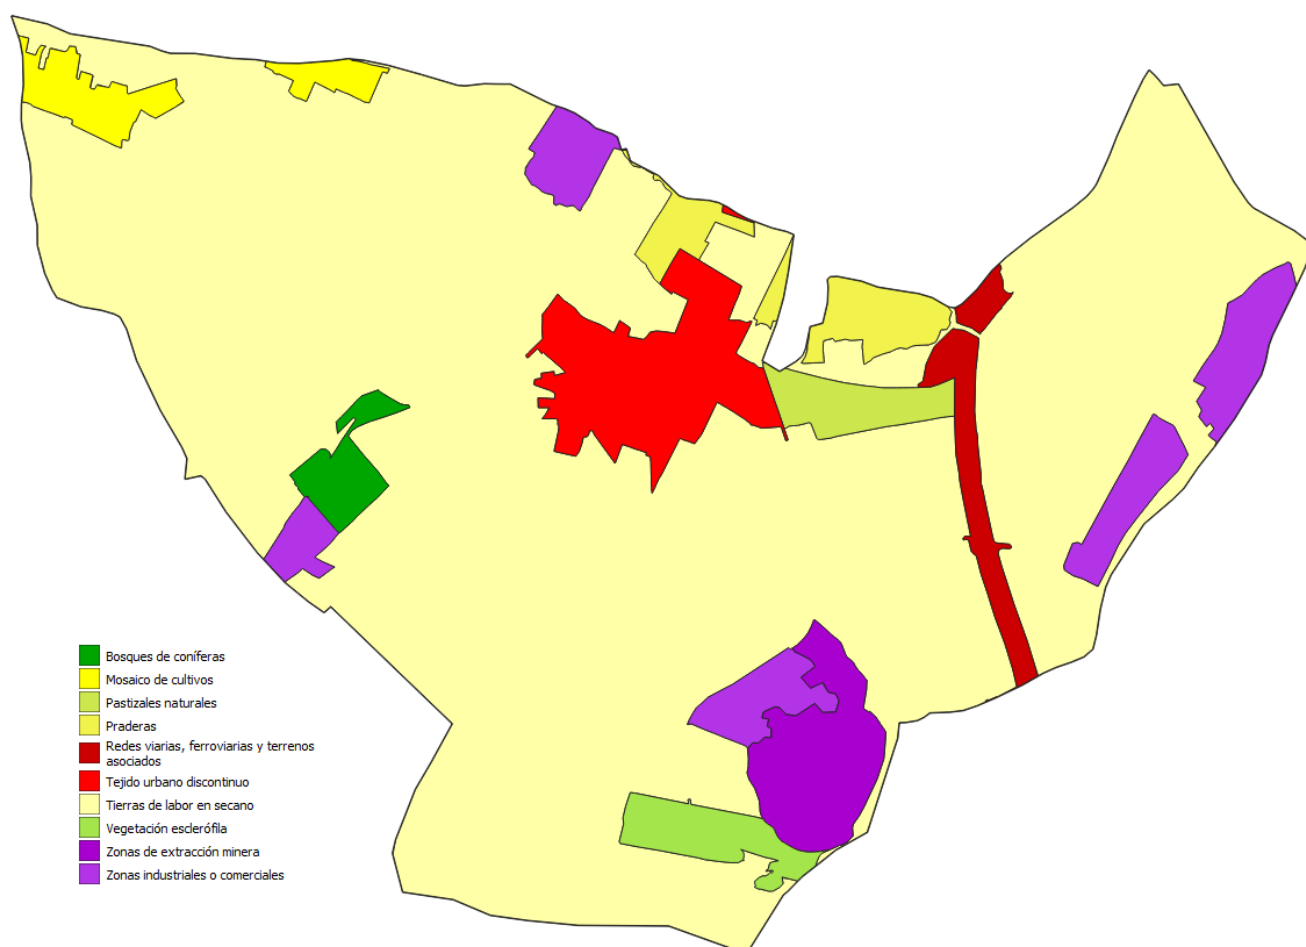 Bosques de coníferas
Mosaico de cultivos
Pastizales naturales
Praderas
Redes viarias, ferroviarias y terrenos
asociados
Tejido urbano discontinuo
Tierras de labor en secano
Vegetación esclerófila
Zonas de extracción minera
Zonas industriales o comerciales